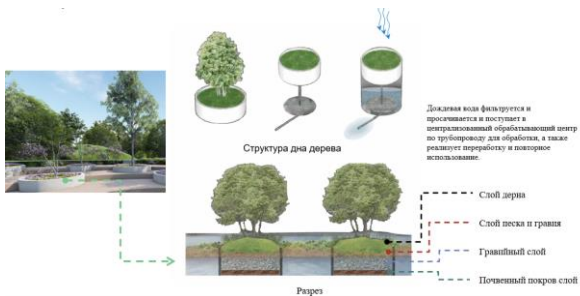 Структура дна дерева
Дождевая вода фильтруется и
просачивается и поступает в
централизованный обрабатывающий центр
по трубопроводу для обработки, а также
реализует переработку и повторное
использование.
Слой дерна
Слой песка и гравия
Гравийный слой
Почвенный покров слой
Разрез